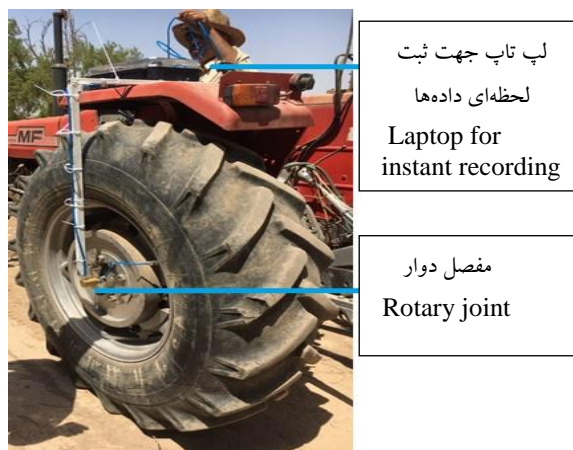 لپ تاپ جهت ثبت
لحظه‌ای داده‌ها
Laptop for
instant recording
مفصل دوار
Rotary joint
MF